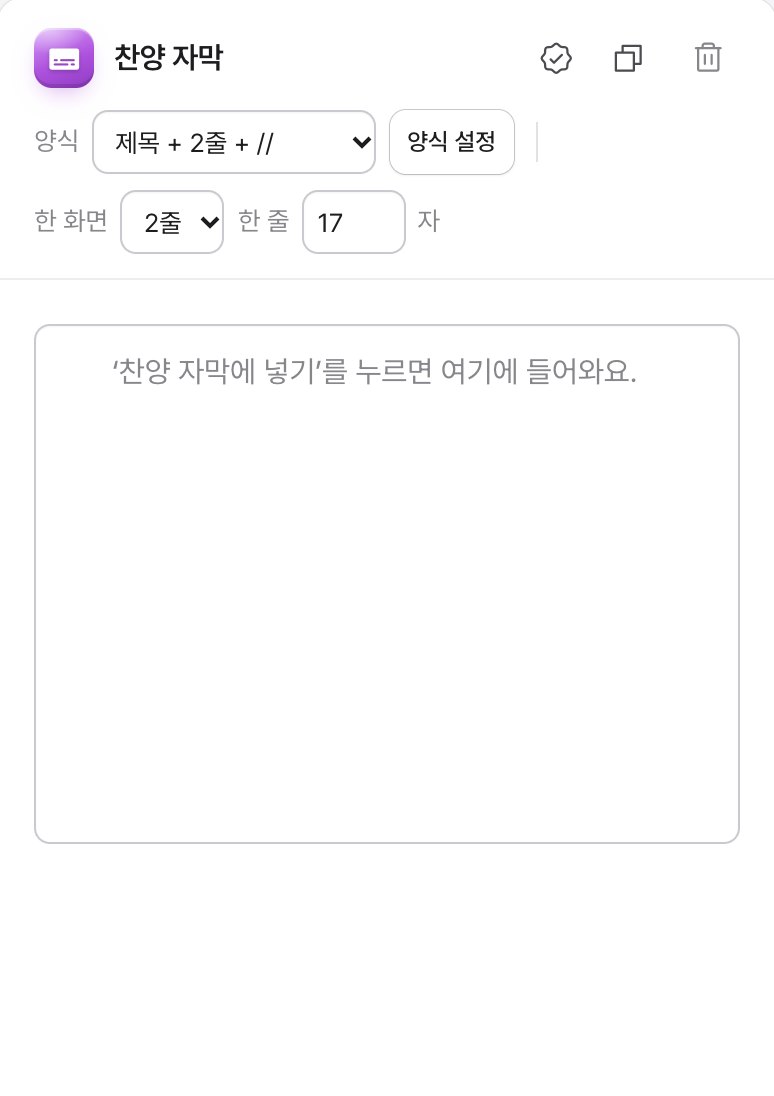 찬양 자막
양식 제목 + 2줄 + // 양식 설정
한 화면 2줄 한 줄 17 자
‘찬양 자막에 넣기’를 누르면 여기에 들어와요.